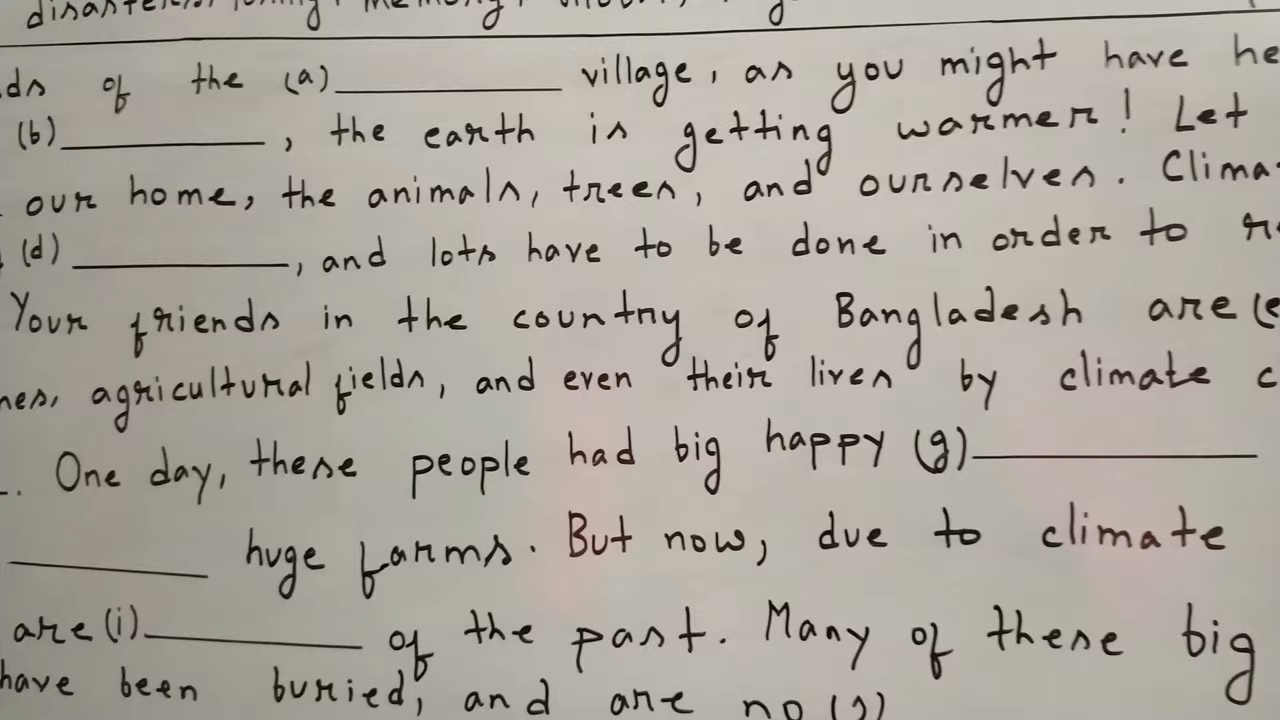 of the (a)__________ village, as you might have
(b)__________, the earth is getting warmer! Let
our home, the animals, trees, and ourselves.
(d)__________, and lots have to be done in order to
Your friends in the country of Bangladesh are
agricultural fields, and even their lives by climate
One day, these people had big happy (g)__________
__________ huge farms. But now, due to climate
are (i)__________ of the past. Many of these big
have been buried, and are no